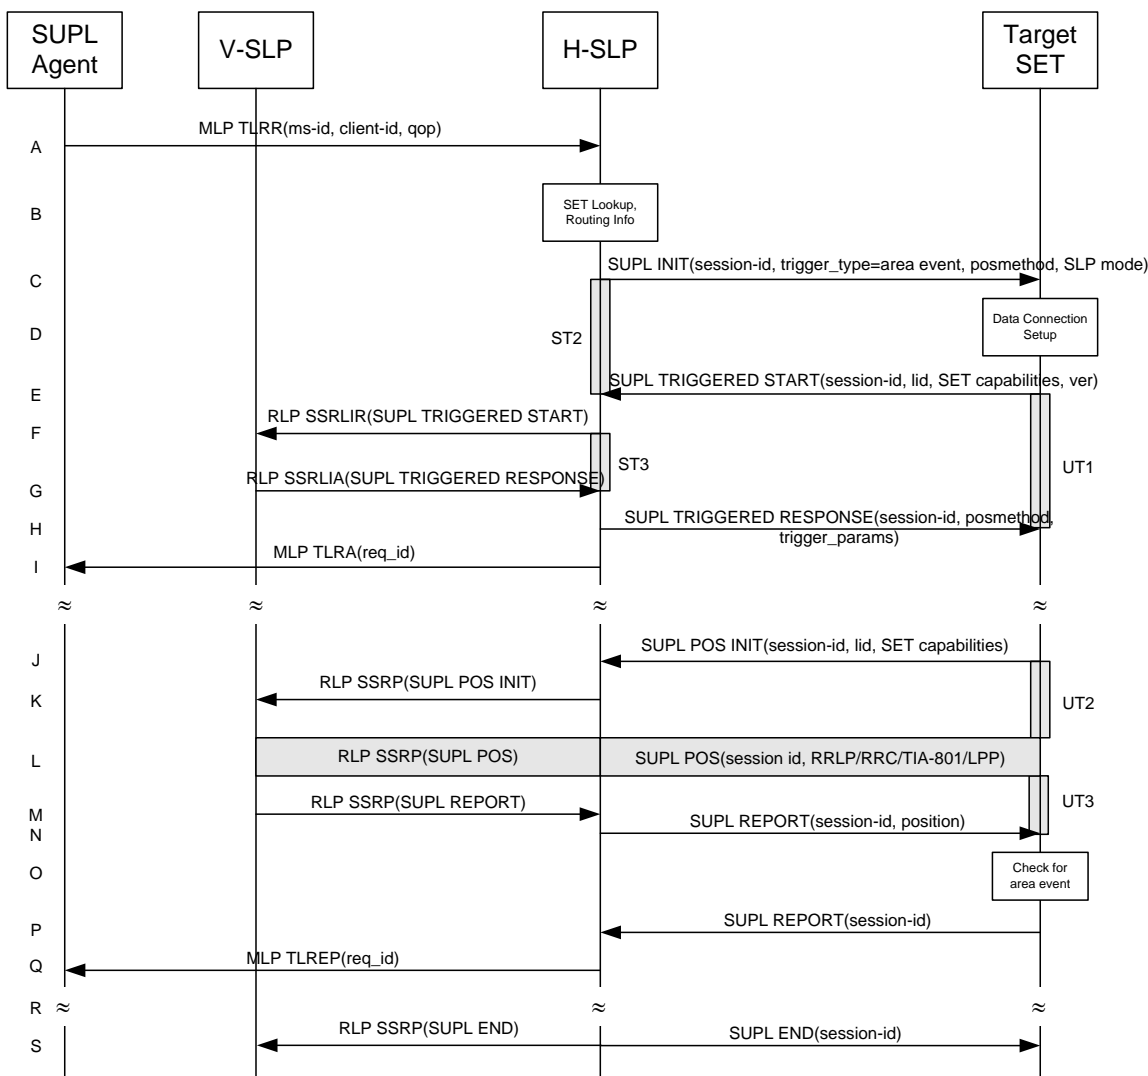 SUPL
Agent
V-SLP
H-SLP
Target
SET
MLP TLRR(ms-id, client-id, qop)
A
SET Lookup,
Routing Info
B
SUPL INIT(session-id, trigger_type=area event, posmethod, SLP mode)
C
Data Connection
Setup
D
ST2
SUPL TRIGGERED START(session-id, lid, SET capabilities, ver)
E
RLP SSRLIR(SUPL TRIGGERED START)
F
ST3
UT1
RLP SSRLIA(SUPL TRIGGERED RESPONSE)
G
SUPL TRIGGERED RESPONSE(session-id, posmethod,
trigger_params)
H
MLP TLRA(req_id)
I
≈ ≈ ≈ ≈
SUPL POS INIT(session-id, lid, SET capabilities)
J
RLP SSRP(SUPL POS INIT)
K
UT2
L
RLP SSRP(SUPL POS)
SUPL POS(session id, RRLP/RRC/TIA-801/LPP)
RLP SSRP(SUPL REPORT)
UT3
M
SUPL REPORT(session-id, position)
N
Check for
area event
O
SUPL REPORT(session-id)
P
MLP TLREP(req_id)
Q
R ≈ ≈ ≈
RLP SSRP(SUPL END)
SUPL END(session-id)
S